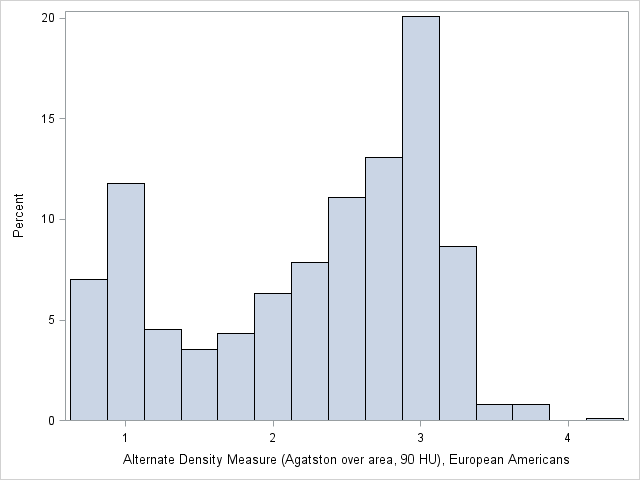 20
15
10
5
0
Percent
1 2 3 4
Alternate Density Measure (Agatston over area, 90 HU), European Americans